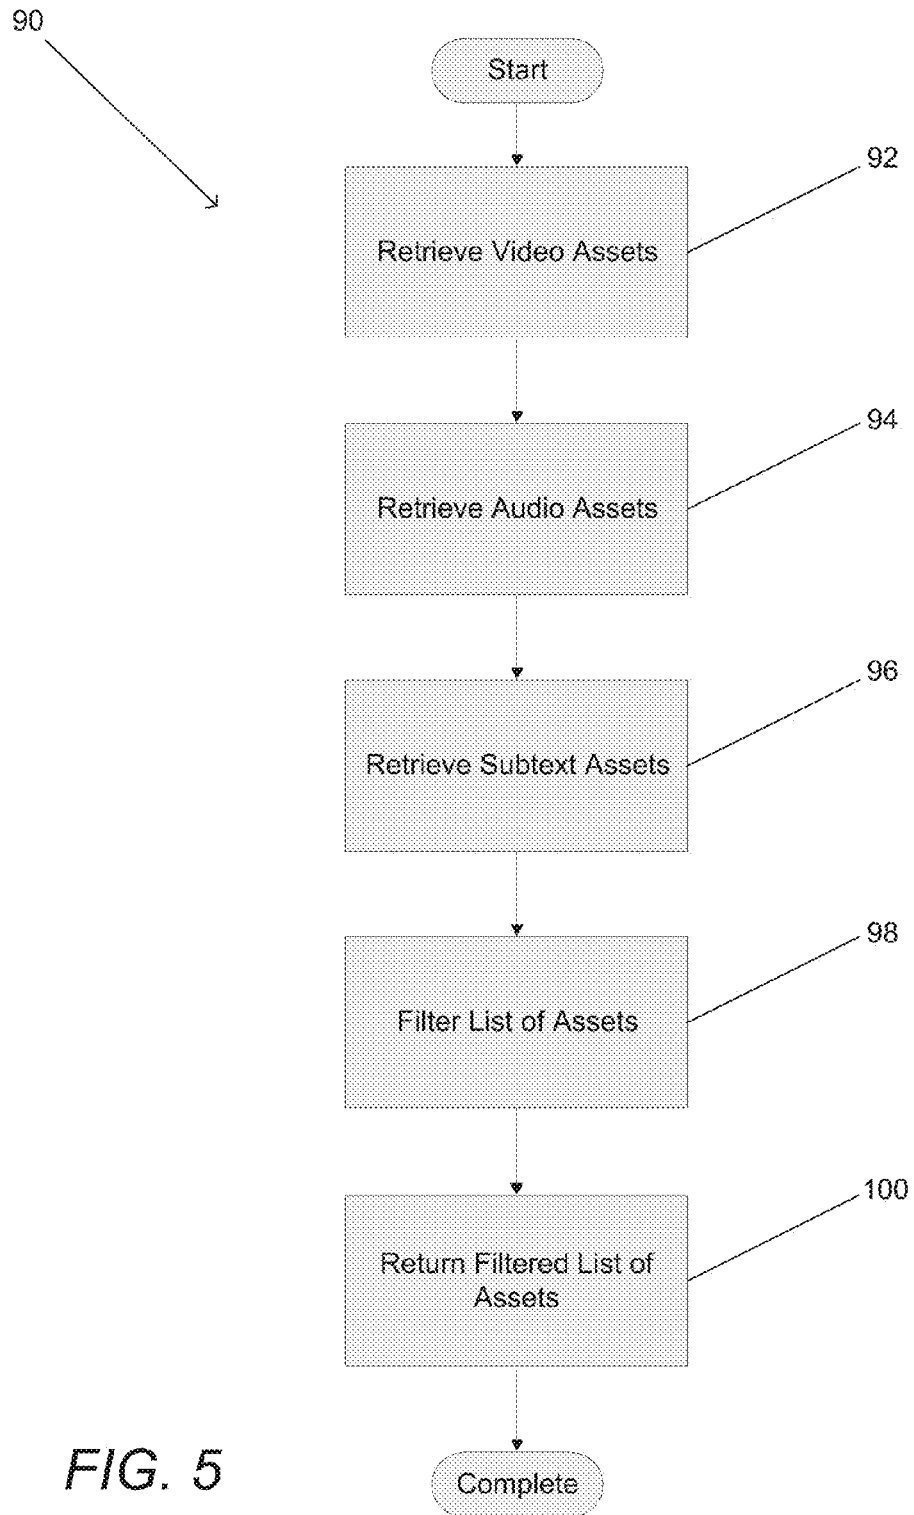 90
Start
92
Retrieve Video Assets
94
Retrieve Audio Assets
96
Retrieve Subtext Assets
98
Filter List of Assets
100
Return Filtered List of
Assets
Complete
FIG. 5